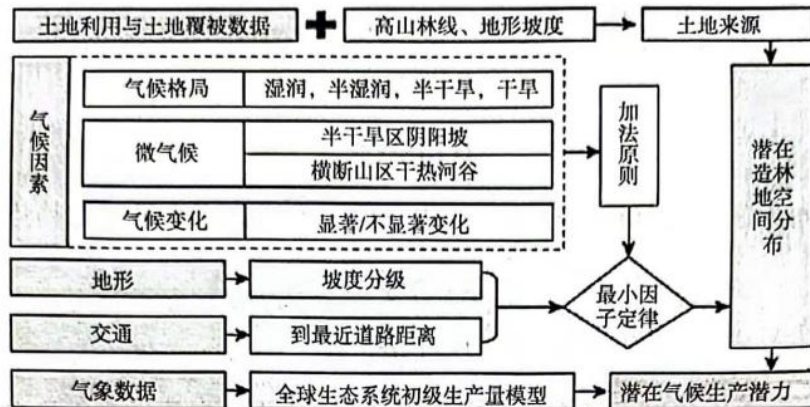 土地利用与土地覆被数据
高山林线、地形坡度
土地来源
气候因素
气候格局
湿润，半湿润，半干旱，干旱
微气候
半干旱区阴阳坡
横断山区干热河谷
气候变化
显著/不显著变化
加法原则
潜在造林地空间分布
地形
坡度分级
交通
到最近道路距离
最小因
子定律
气象数据
全球生态系统初级生产量模型
潜在气候生产潜力